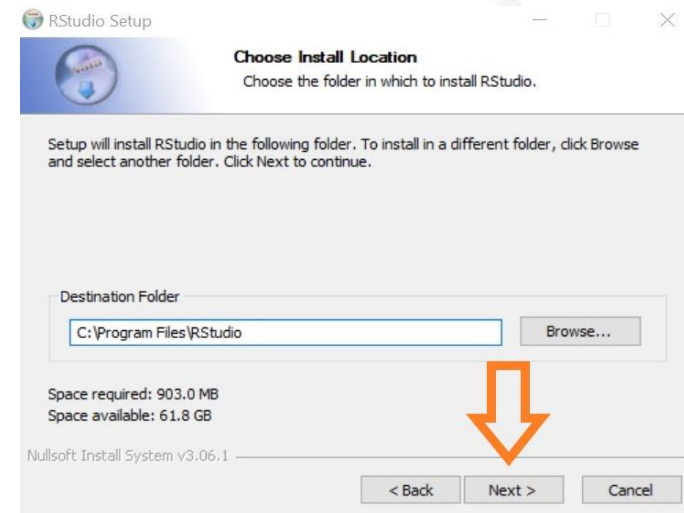 RStudio Setup
Choose Install Location
Choose the folder in which to install RStudio.
Setup will install RStudio in the following folder. To install in a different folder, click Browse
and select another folder. Click Next to continue.
Destination Folder
C:\Program Files\RStudio
Browse...
Space required: 903.0 MB
Space available: 61.8 GB
Nullsoft Install System v3.06.1
< Back Next > Cancel